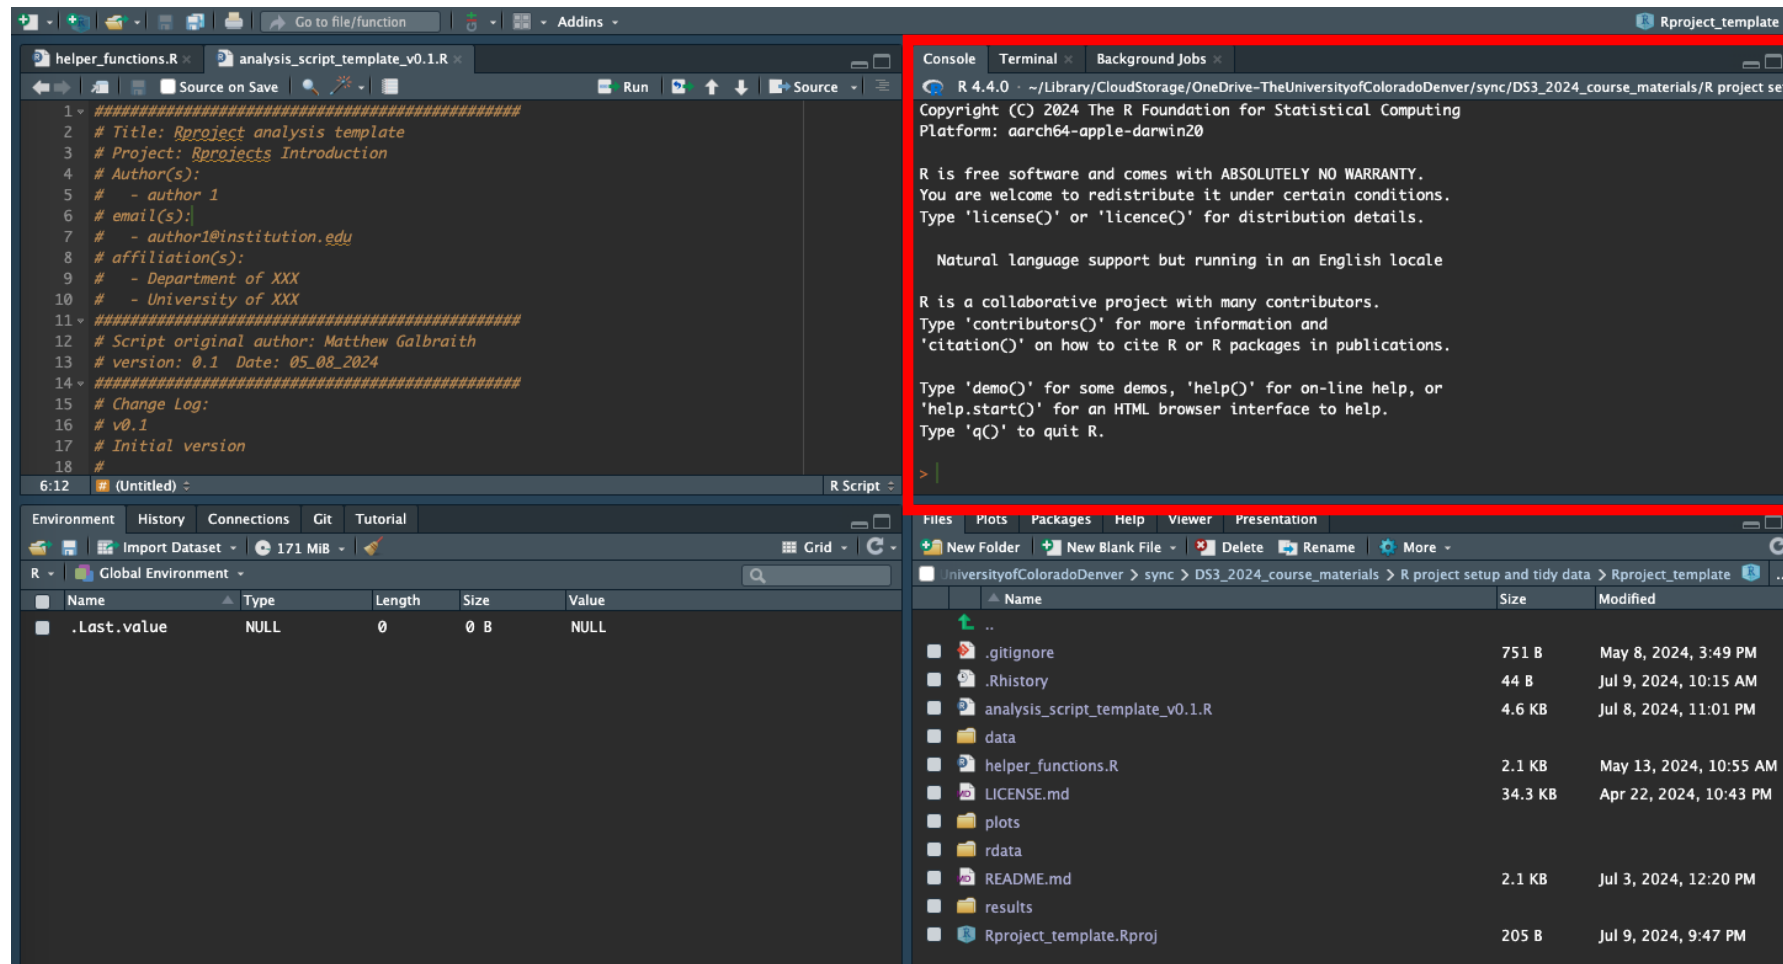 Go to file/function Addins Rproject_template
helper_functions.R analysis_script_template_v0.1.R
Source on Save Run Source
1 ################################################
2 # Title: Rproject analysis template
3 # Project: Rprojects Introduction
4 # Author(s):
5 #   - author 1
6 # email(s):
7 #   - author1@institution.edu
8 # affiliation(s):
9 #   - Department of XXX
10 #   - University of XXX
11 ################################################
12 # Script original author: Matthew Galbraith
13 # version: 0.1  Date: 05_08_2024
14 ################################################
15 # Change Log:
16 # v0.1
17 # Initial version
18 #
6:12 # (Untitled) R Script
Console Terminal Background Jobs
R 4.4.0 · ~/Library/CloudStorage/OneDrive-TheUniversityofColoradoDenver/sync/DS3_2024_course_materials/R project se
Copyright (C) 2024 The R Foundation for Statistical Computing
Platform: aarch64-apple-darwin20
R is free software and comes with ABSOLUTELY NO WARRANTY.
You are welcome to redistribute it under certain conditions.
Type 'license()' or 'licence()' for distribution details.
Natural language support but running in an English locale
R is a collaborative project with many contributors.
Type 'contributors()' for more information and
'citation()' on how to cite R or R packages in publications.
Type 'demo()' for some demos, 'help()' for on-line help, or
'help.start()' for an HTML browser interface to help.
Type 'q()' to quit R.
>
Environment History Connections Git Tutorial
Import Dataset 171 MiB Grid
R Global Environment
Name Type Length Size Value
.Last.value NULL 0 0 B NULL
Files Plots Packages Help Viewer Presentation
New Folder New Blank File Delete Rename More
UniversityofColoradoDenver > sync > DS3_2024_course_materials > R project setup and tidy data > Rproject_template ..
Name Size Modified
..
.gitignore 751 B May 8, 2024, 3:49 PM
.Rhistory 44 B Jul 9, 2024, 10:15 AM
analysis_script_template_v0.1.R 4.6 KB Jul 8, 2024, 11:01 PM
data
helper_functions.R 2.1 KB May 13, 2024, 10:55 AM
LICENSE.md 34.3 KB Apr 22, 2024, 10:43 PM
plots
rdata
README.md 2.1 KB Jul 3, 2024, 12:20 PM
results
Rproject_template.Rproj 205 B Jul 9, 2024, 9:47 PM